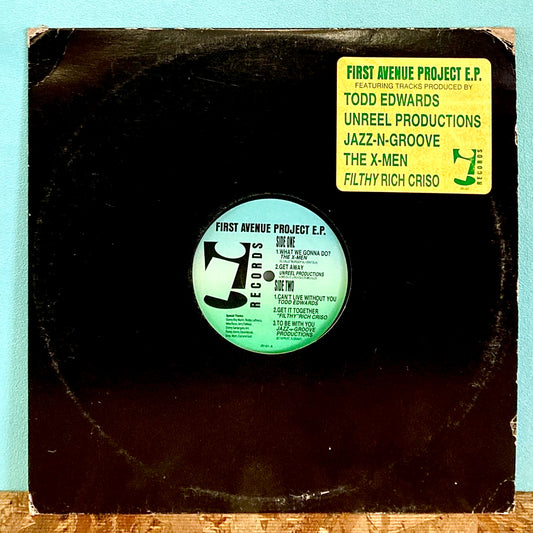 FIRST AVENUE PROJECT E.P.
FEATURING TRACKS PRODUCED BY
TODD EDWARDS
UNREEL PRODUCTIONS
JAZZ-N-GROOVE
THE X-MEN
FILTHY RICH CRISO
RECORDS
FIRST AVENUE PROJECT E.P.
RECORDS
SIDE ONE
1.WHAT WE GONNA DO?
THE X-MEN
2.GET AWAY
UNREEL PRODUCTIONS
SIDE TWO
1.CAN'T LIVE WITHOUT YOU
TODD EDWARDS
2.GET IT TOGETHER
"FILTHY" RICH CRISO
3.TO BE WITH YOU
JAZZ-n-GROOVE
PRODUCTIONS
Special Thanks: